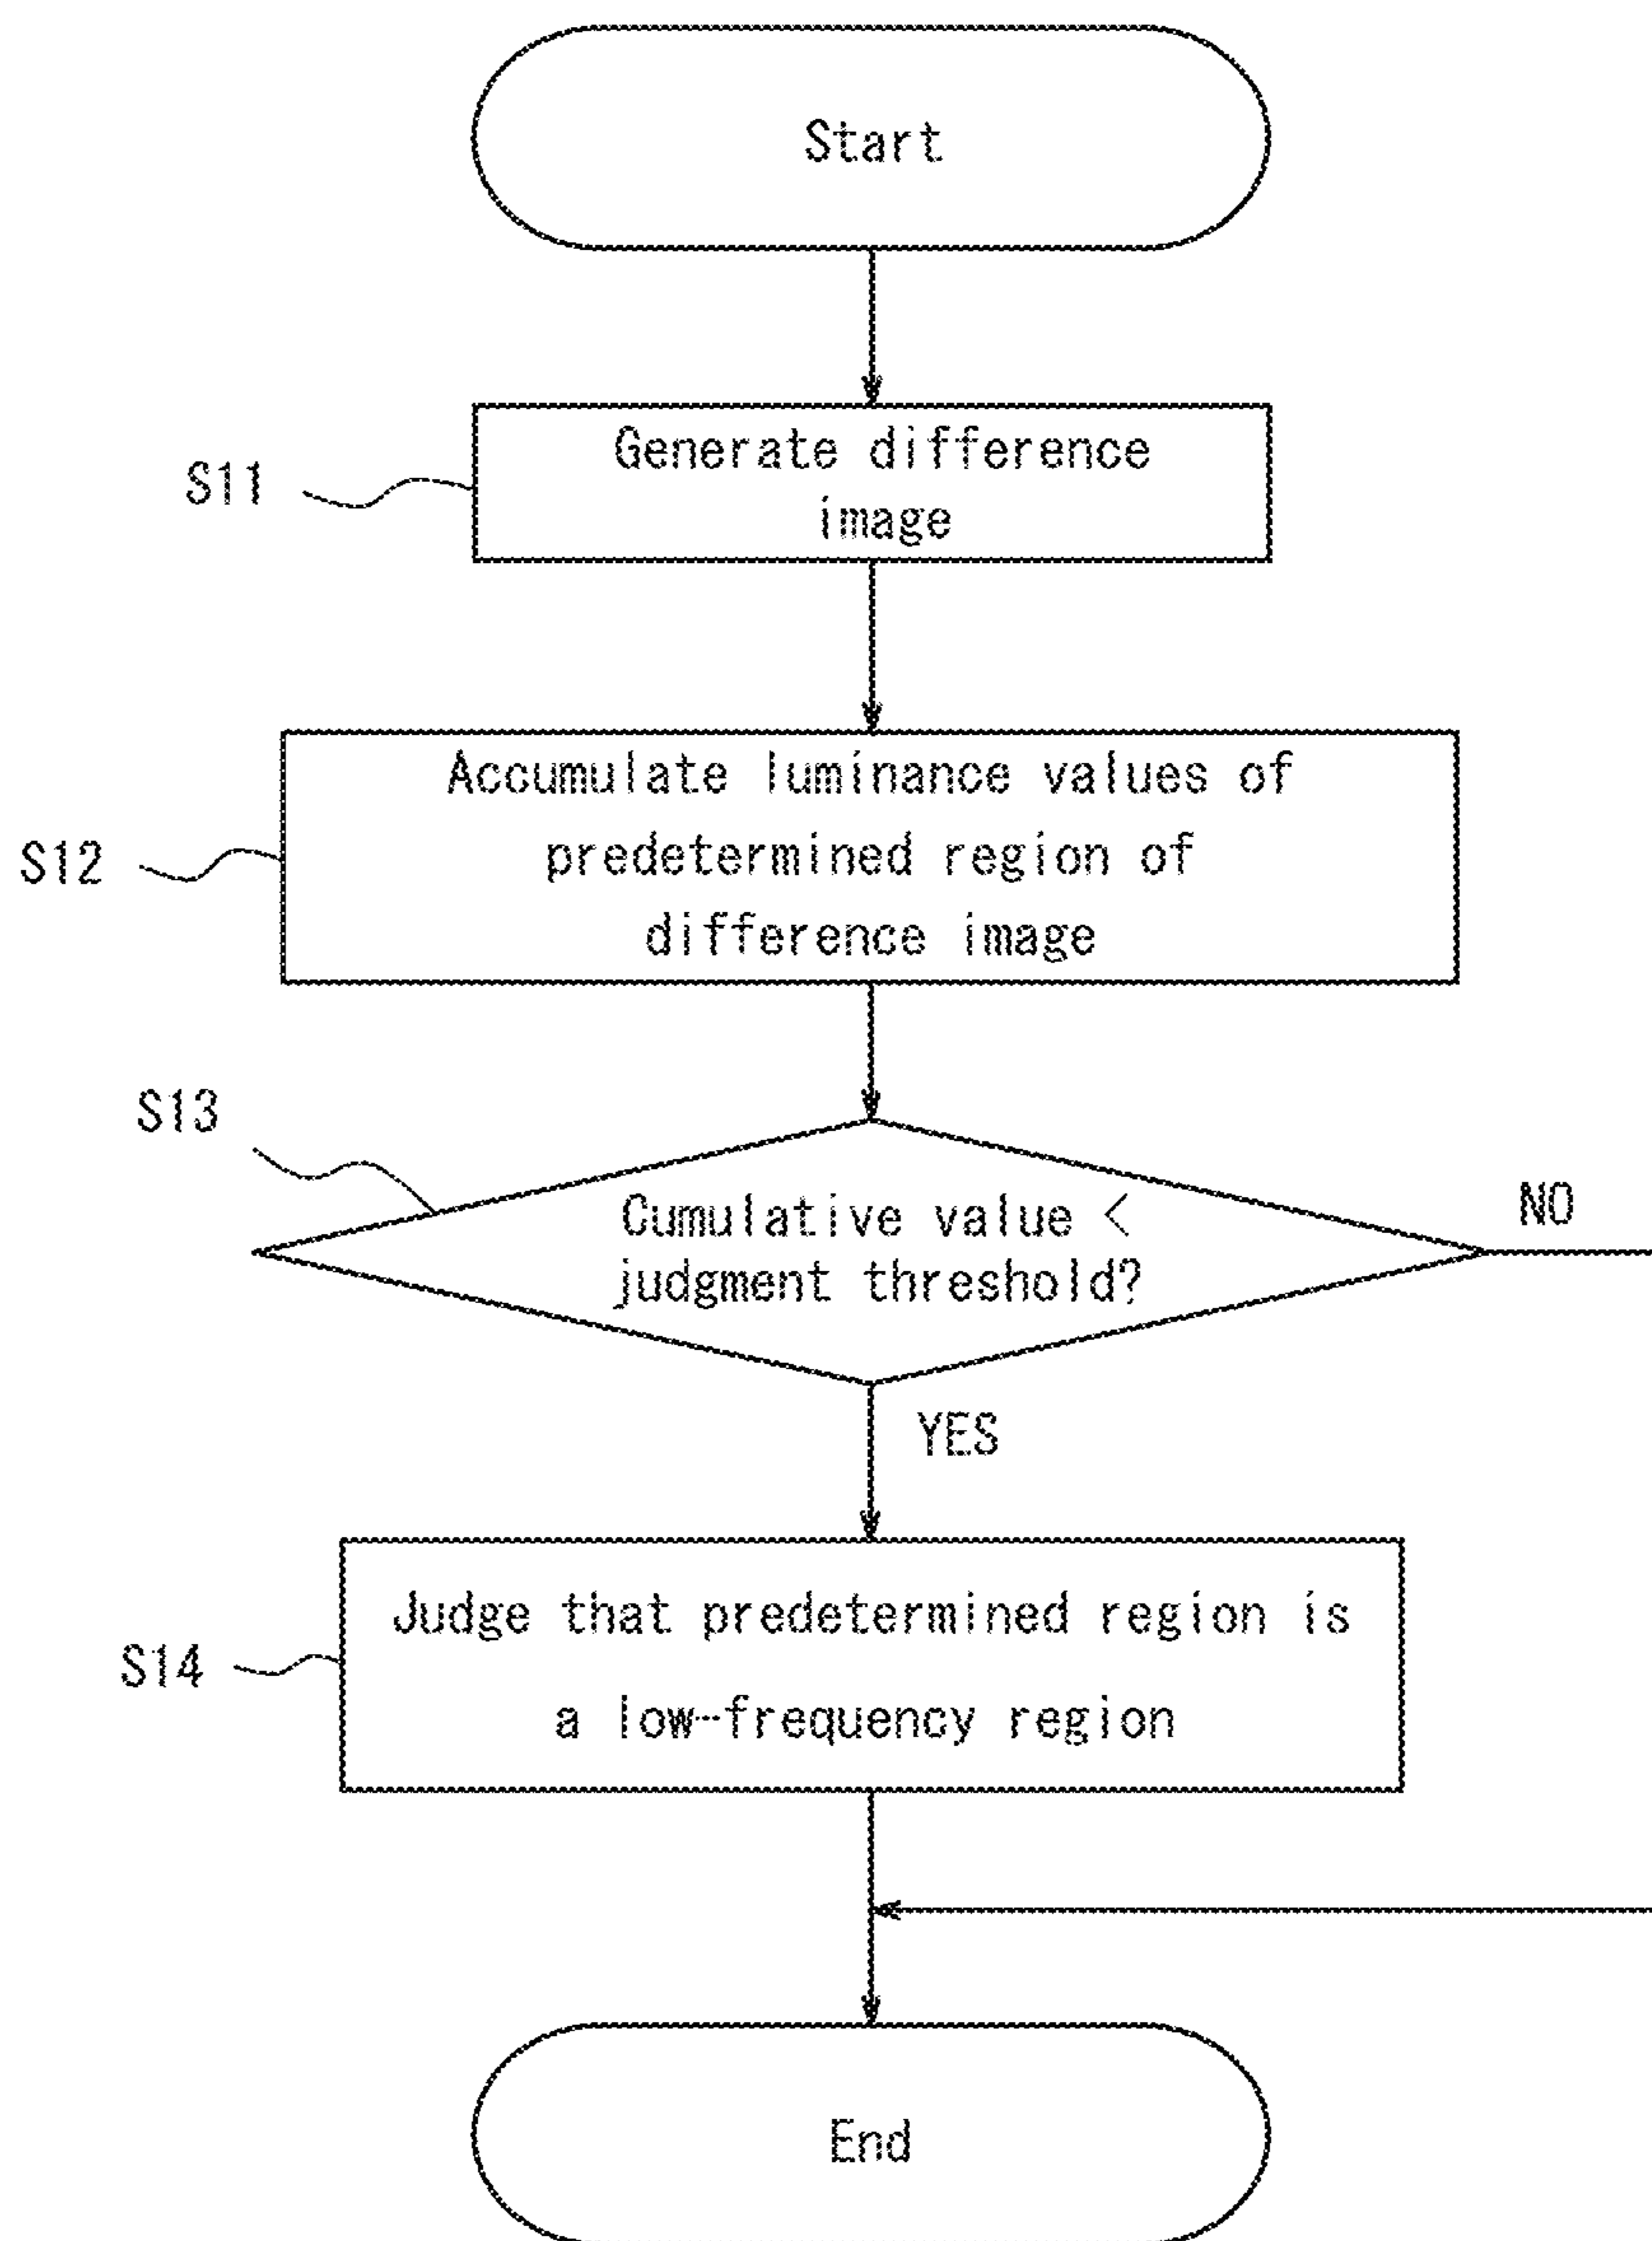 Start
S11
Generate difference
image
S12
Accumulate luminance values of
predetermined region of
difference image
S13
Cumulative value <
judgment threshold?
NO
YES
S14
Judge that predetermined region is
a low-frequency region
End